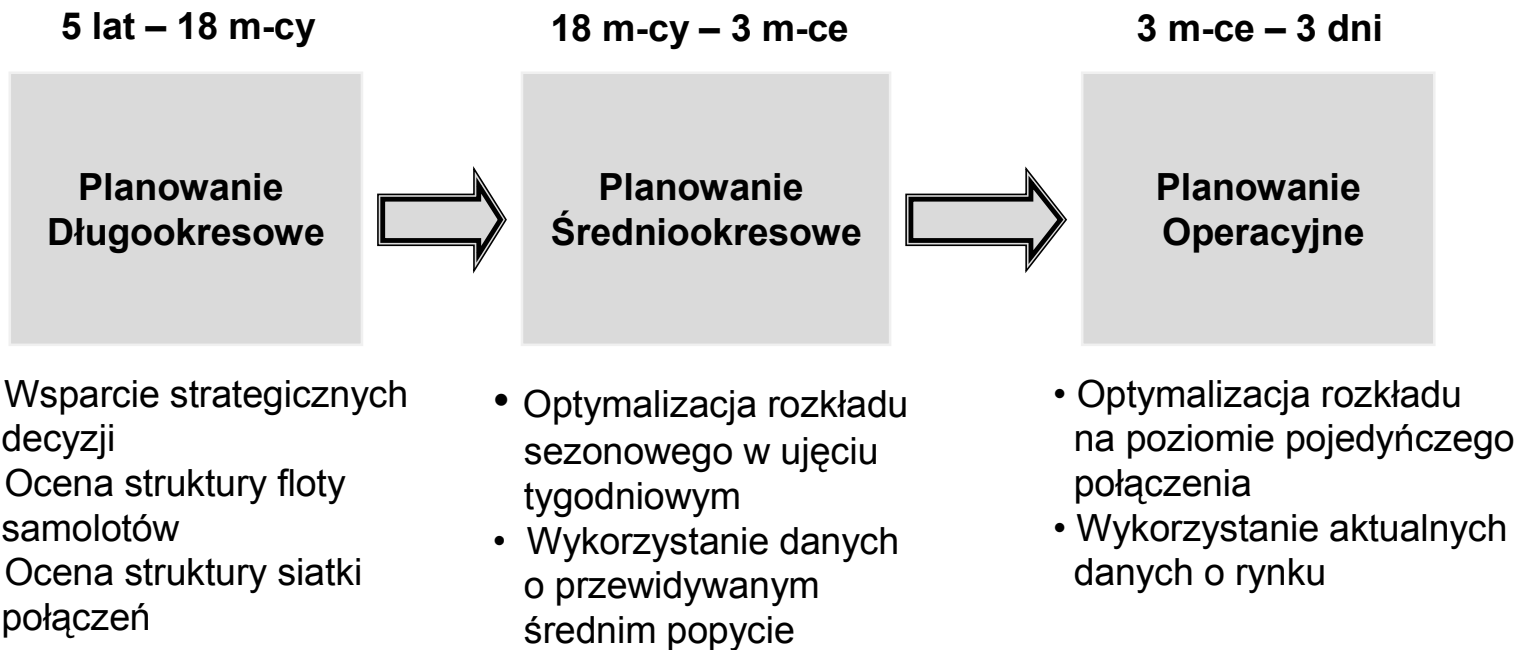 5 lat – 18 m-cy
18 m-cy – 3 m-ce
3 m-ce – 3 dni
Planowanie
Długookresowe
Planowanie
Średniookresowe
Planowanie
Operacyjne
Wsparcie strategicznych
decyzji
Ocena struktury floty
samolotów
Ocena struktury siatki
połączeń
• Optymalizacja rozkładu
sezonowego w ujęciu
tygodniowym
• Wykorzystanie danych
o przewidywanym
średnim popycie
• Optymalizacja rozkładu
na poziomie pojedyńczego
połączenia
• Wykorzystanie aktualnych
danych o rynku